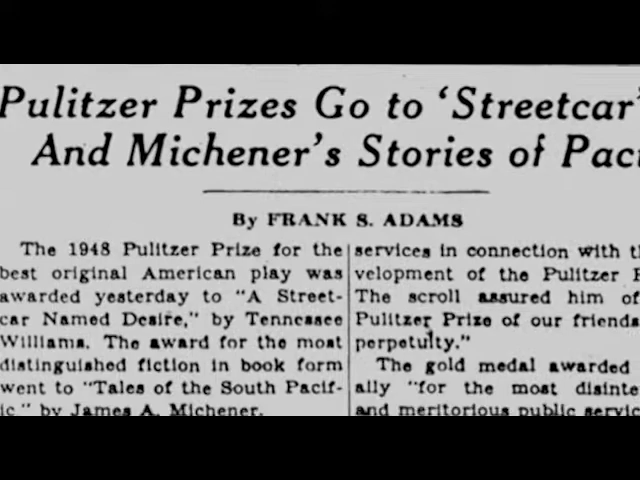 Pulitzer Prizes Go to 'Streetcar'
And Michener's Stories of
By FRANK S. ADAMS
The 1948 Pulitzer Prize for the
best original American play was
awarded yesterday to "A Street-
car Named Desire," by Tennessee
Williams. The award for the most
distinguished fiction in book form
went to "Tales of the South Pacif-
ic" by James A. Michener.
services in connection with
velopment of the Pulitzer
The scroll assured him of
Pulitzer Prize of our friends
perpetuity."
The gold medal awarded
ally "for the most
and meritorious public